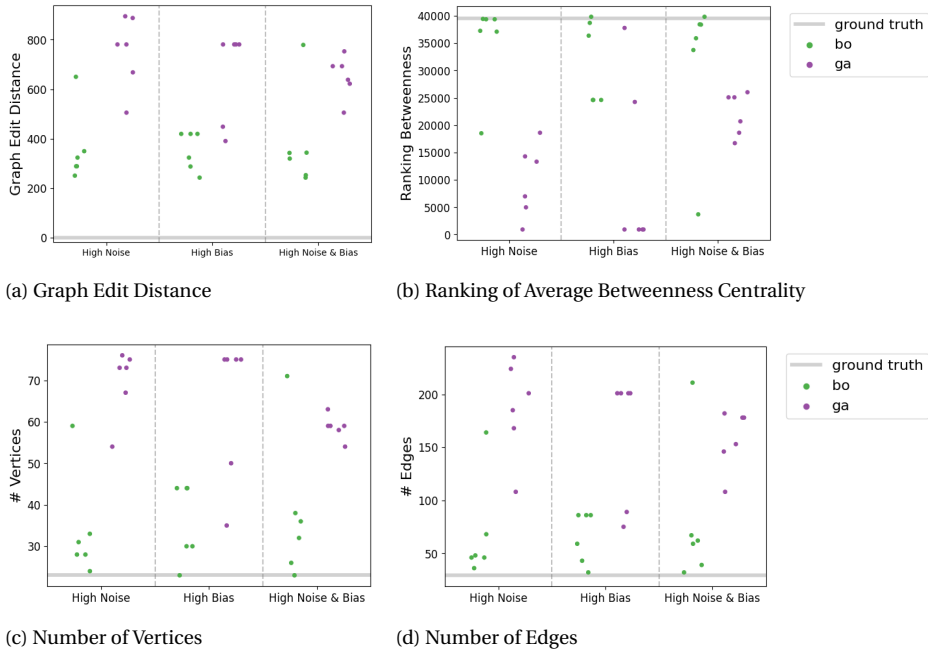 800
600
400
200
0
Graph Edit Distance
High Noise
High Bias
High Noise & Bias
(a) Graph Edit Distance
40000
35000
30000
25000
20000
15000
10000
5000
0
Ranking Betweenness
High Noise
High Bias
High Noise & Bias
ground truth
bo
ga
(b) Ranking of Average Betweenness Centrality
70
60
50
40
30
# Vertices
High Noise
High Bias
High Noise & Bias
(c) Number of Vertices
200
150
100
50
# Edges
High Noise
High Bias
High Noise & Bias
ground truth
bo
ga
(d) Number of Edges